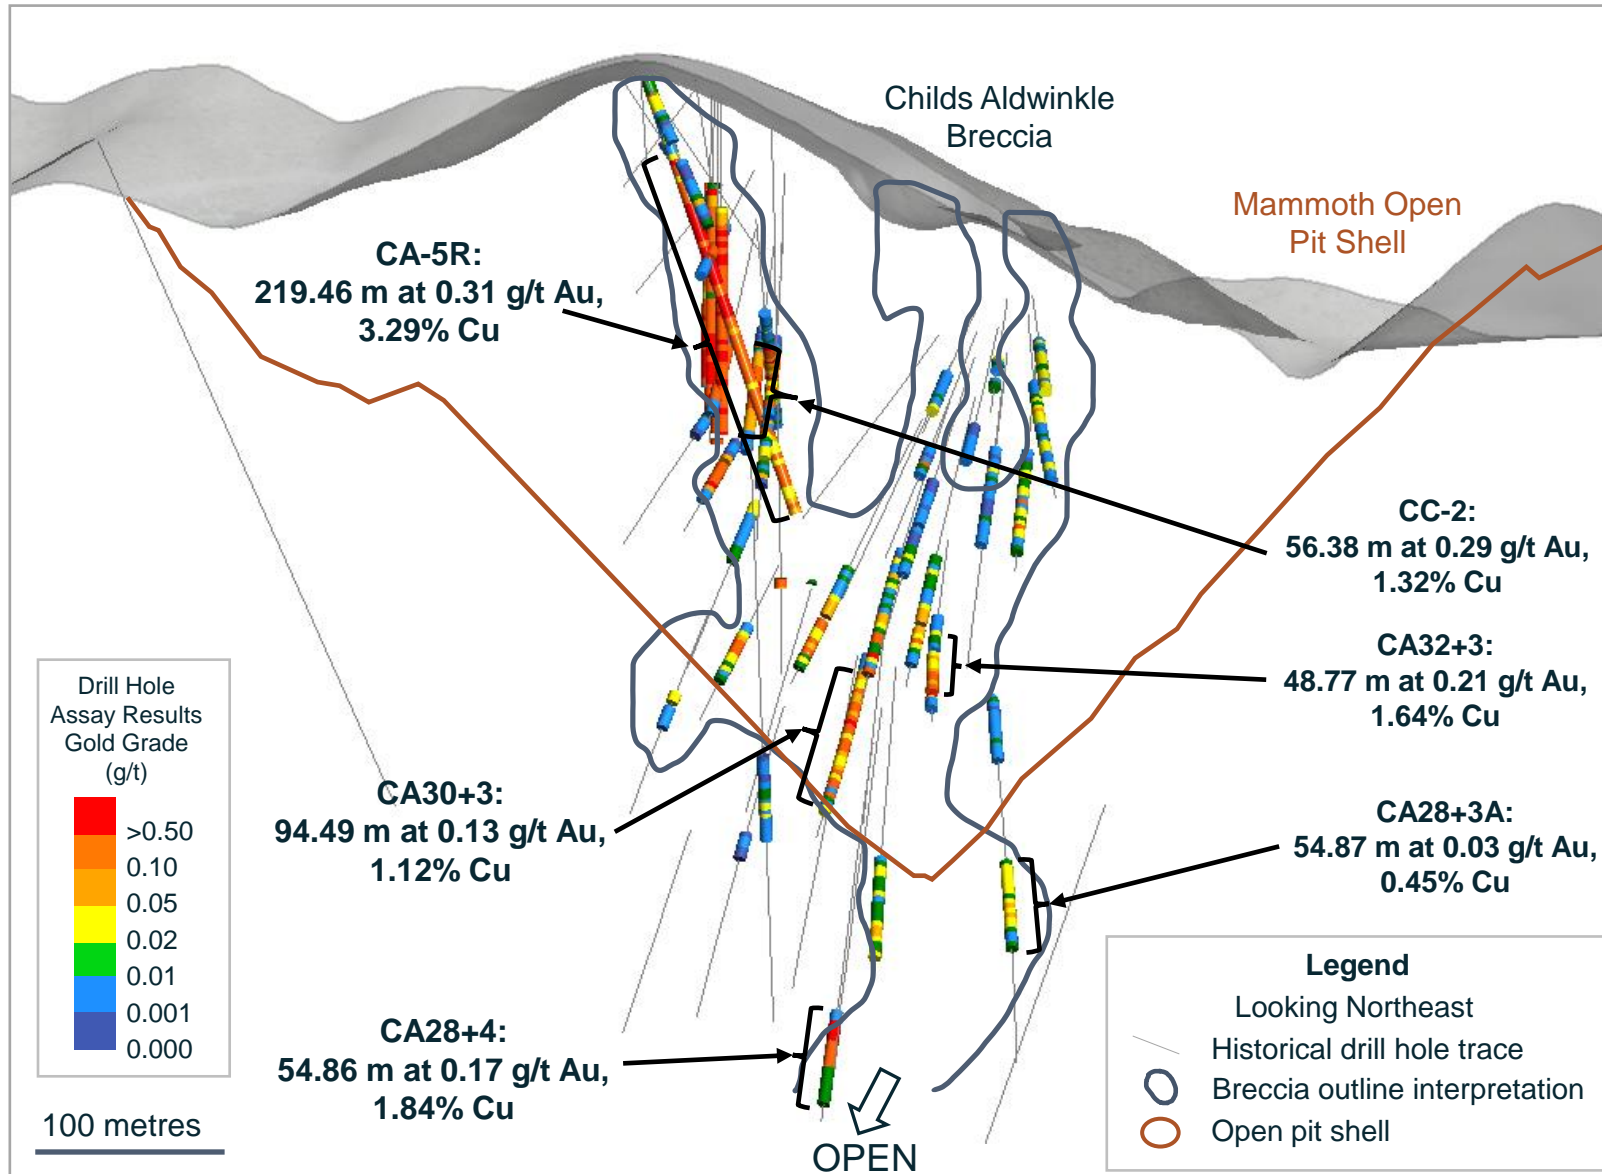 Childs Aldwinkle
Breccia
Mammoth Open
Pit Shell
CA-5R:
219.46 m at 0.31 g/t Au,
3.29% Cu
CC-2:
56.38 m at 0.29 g/t Au,
1.32% Cu
CA32+3:
48.77 m at 0.21 g/t Au,
1.64% Cu
CA30+3:
94.49 m at 0.13 g/t Au,
1.12% Cu
CA28+3A:
54.87 m at 0.03 g/t Au,
0.45% Cu
CA28+4:
54.86 m at 0.17 g/t Au,
1.84% Cu
Drill Hole
Assay Results
Gold Grade
(g/t)
>0.50
0.10
0.05
0.02
0.01
0.001
0.000
100 metres
OPEN
Legend
Looking Northeast
Historical drill hole trace
Breccia outline interpretation
Open pit shell